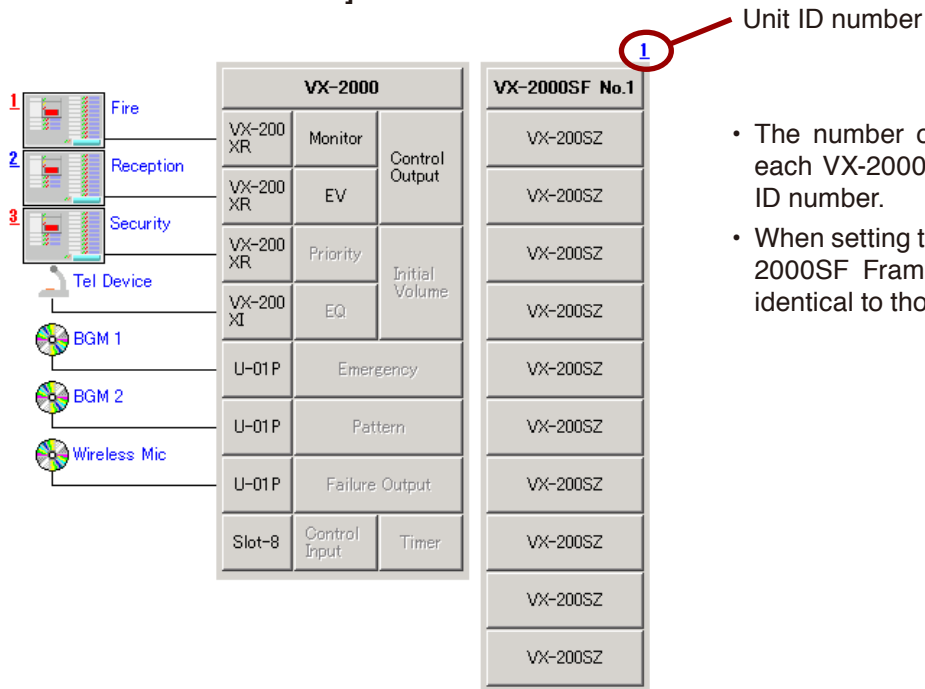 ]
Unit ID number
1
VX-2000
VX-2000SF No.1
1
Fire
2
Reception
3
Security
Tel Device
BGM 1
BGM 2
Wireless Mic
VX-200
XR
Monitor
Control
Output
VX-200
XR
EV
VX-200
XR
Priority
Initial
Volume
VX-200
XI
EQ
U-01P
Emergency
U-01P
Pattern
U-01P
Failure Output
Slot-8
Control
Input
Timer
VX-200SZ
VX-200SZ
VX-200SZ
VX-200SZ
VX-200SZ
VX-200SZ
VX-200SZ
VX-200SZ
VX-200SZ
VX-200SZ
• The number
each VX-2000
ID number.
• When setting
2000SF
identical to